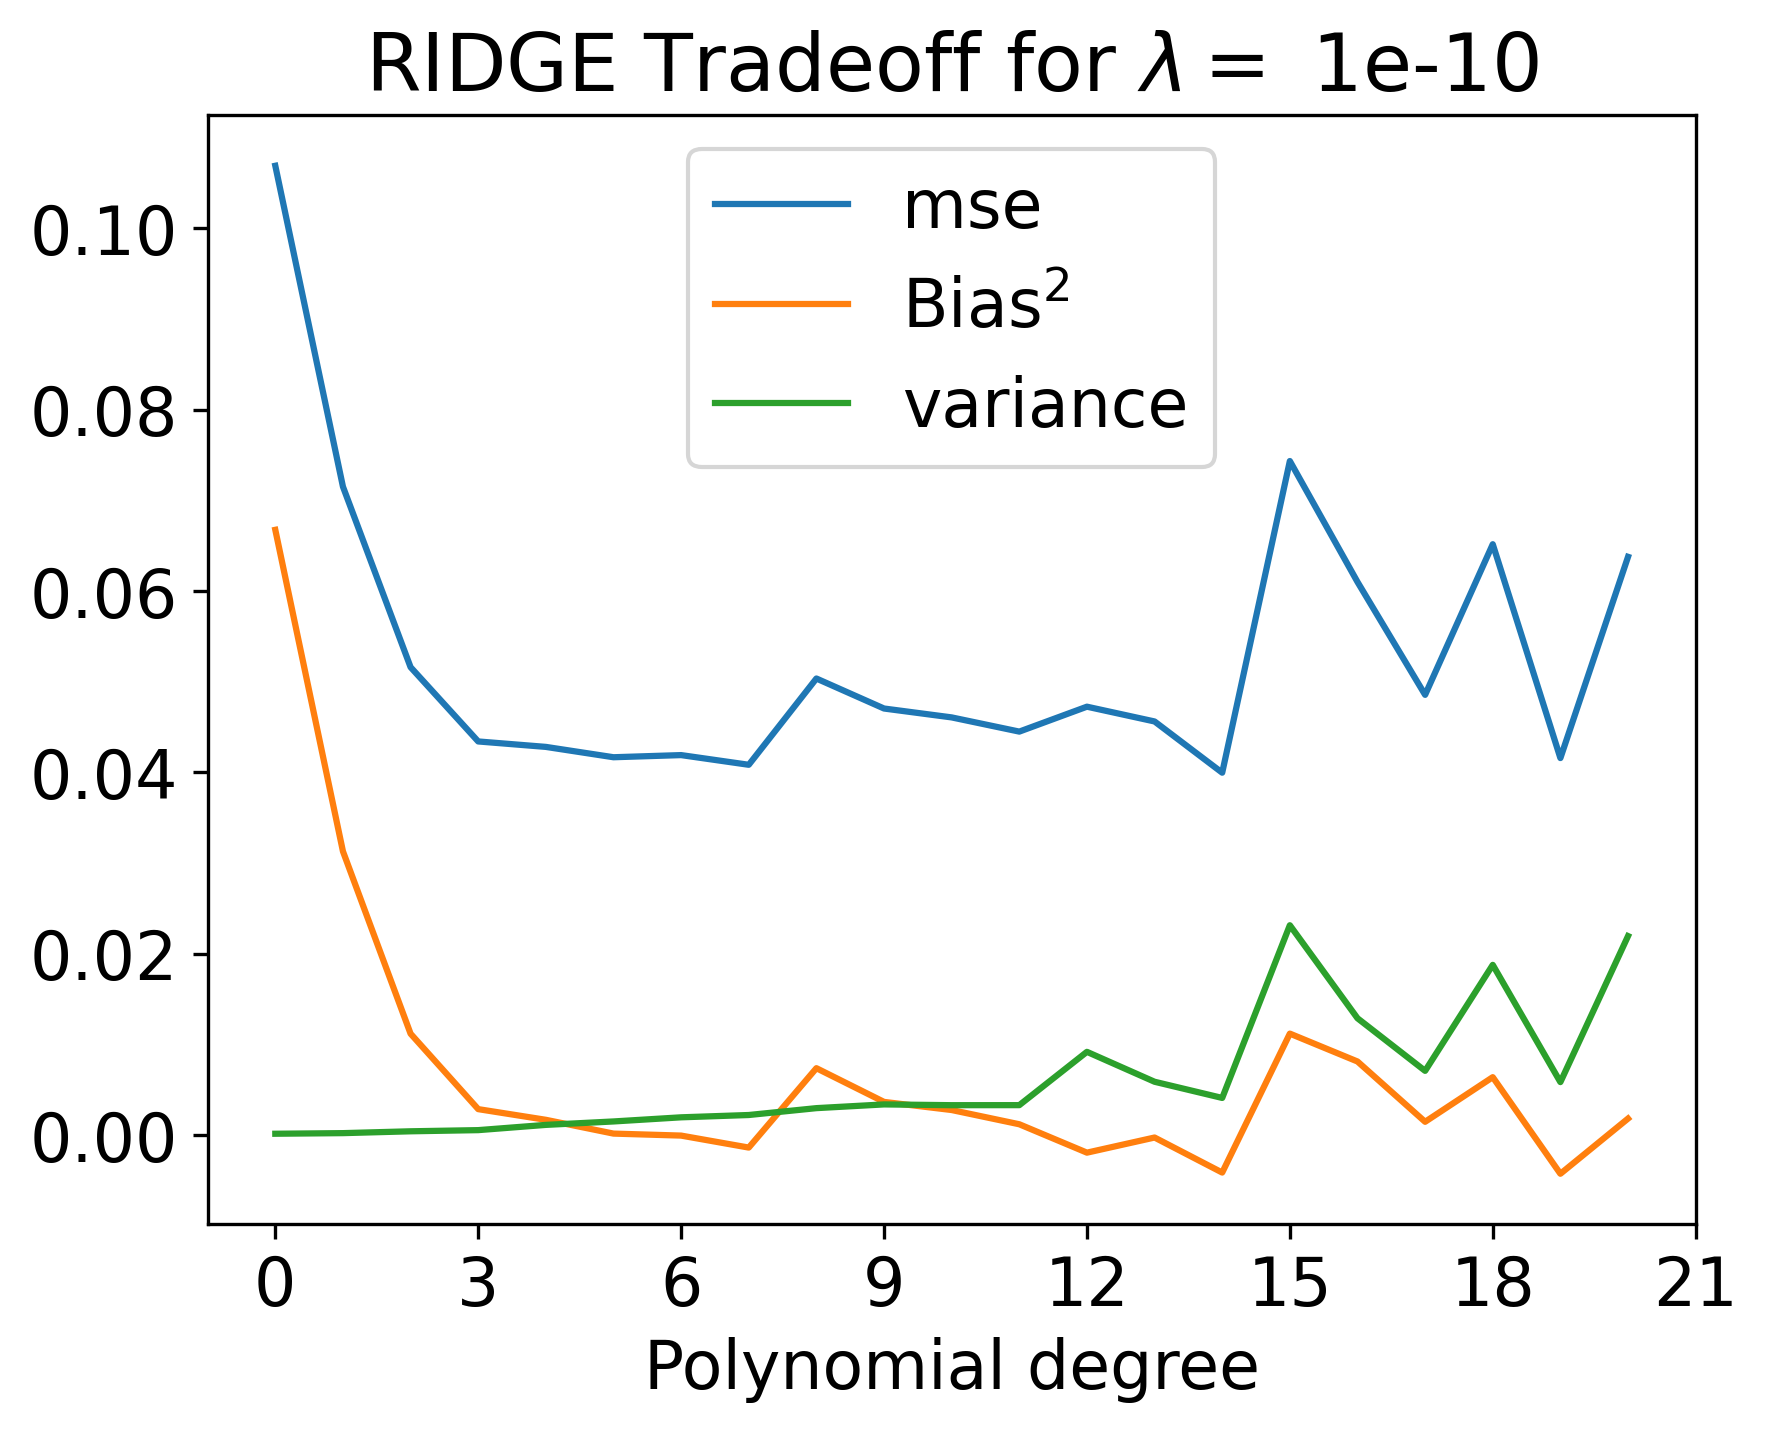 RIDGE Tradeoff for λ = 1e-10
mse
Bias²
variance
0.10
0.08
0.06
0.04
0.02
0.00
0 3 6 9 12 15 18 21
Polynomial degree